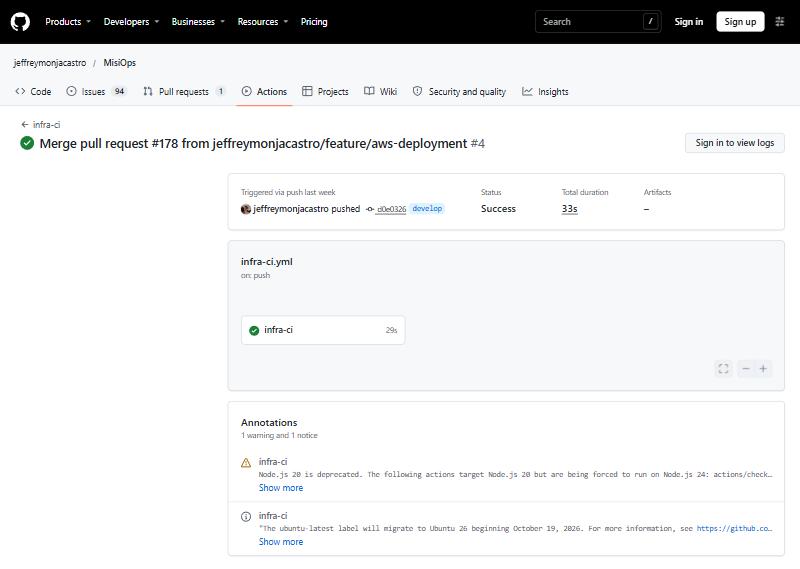 Products Developers Businesses Resources Pricing Search / Sign in Sign up
jeffreymonjacastro / MisiOps
Code Issues 94 Pull requests 1 Actions Projects Wiki Security and quality Insights
← infra-ci
Merge pull request #178 from jeffreymonjacastro/feature/aws-deployment #4
Sign in to view logs
Triggered via push last week Status Total duration Artifacts
jeffreymonjacastro pushed d0e0326 develop Success 33s –
infra-ci.yml
on: push
infra-ci 29s
Annotations
1 warning and 1 notice
infra-ci
Node.js 20 is deprecated. The following actions target Node.js 20 but are being forced to run on Node.js 24: actions/check…
Show more
infra-ci
"The ubuntu-latest label will migrate to Ubuntu 26 beginning October 19, 2026. For more information, see https://github.co…
Show more